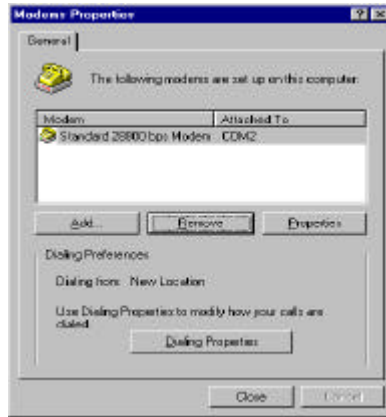 Modems Properties
General
The following modems are set up on this computer:
Modem Attached To
Standard 28800 bps Modem COM2
Add... Remove Properties
Dialing Preferences
Dialing from: New Location
Use Dialing Properties to modify how your calls are
dialed
Dialing Properties
Close Cancel